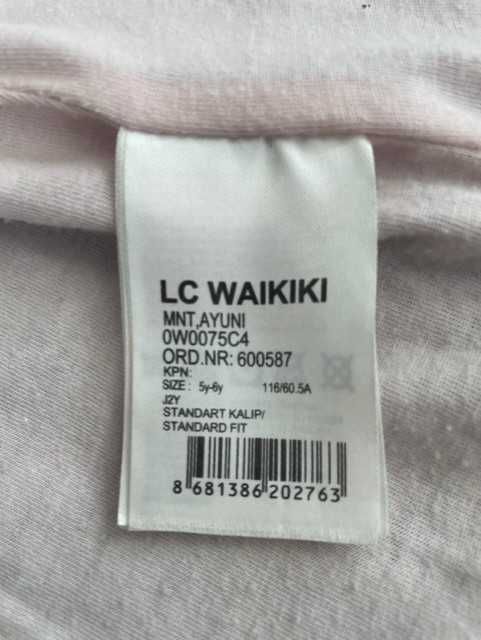 LC WAIKIKI
MNT,AYUNI
0W0075C4
ORD.NR: 600587
KPN:
SIZE : 5y-6y 116/60.5A
J2Y
STANDART KALIP/
STANDARD FIT
8 681386 202763